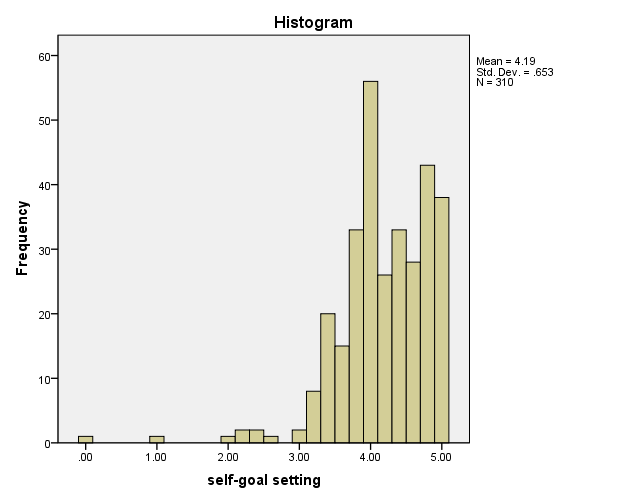 Histogram
Mean = 4.19
Std. Dev. = .653
N = 310
60
50
40
30
20
10
0
Frequency
.00 1.00 2.00 3.00 4.00 5.00
self-goal setting